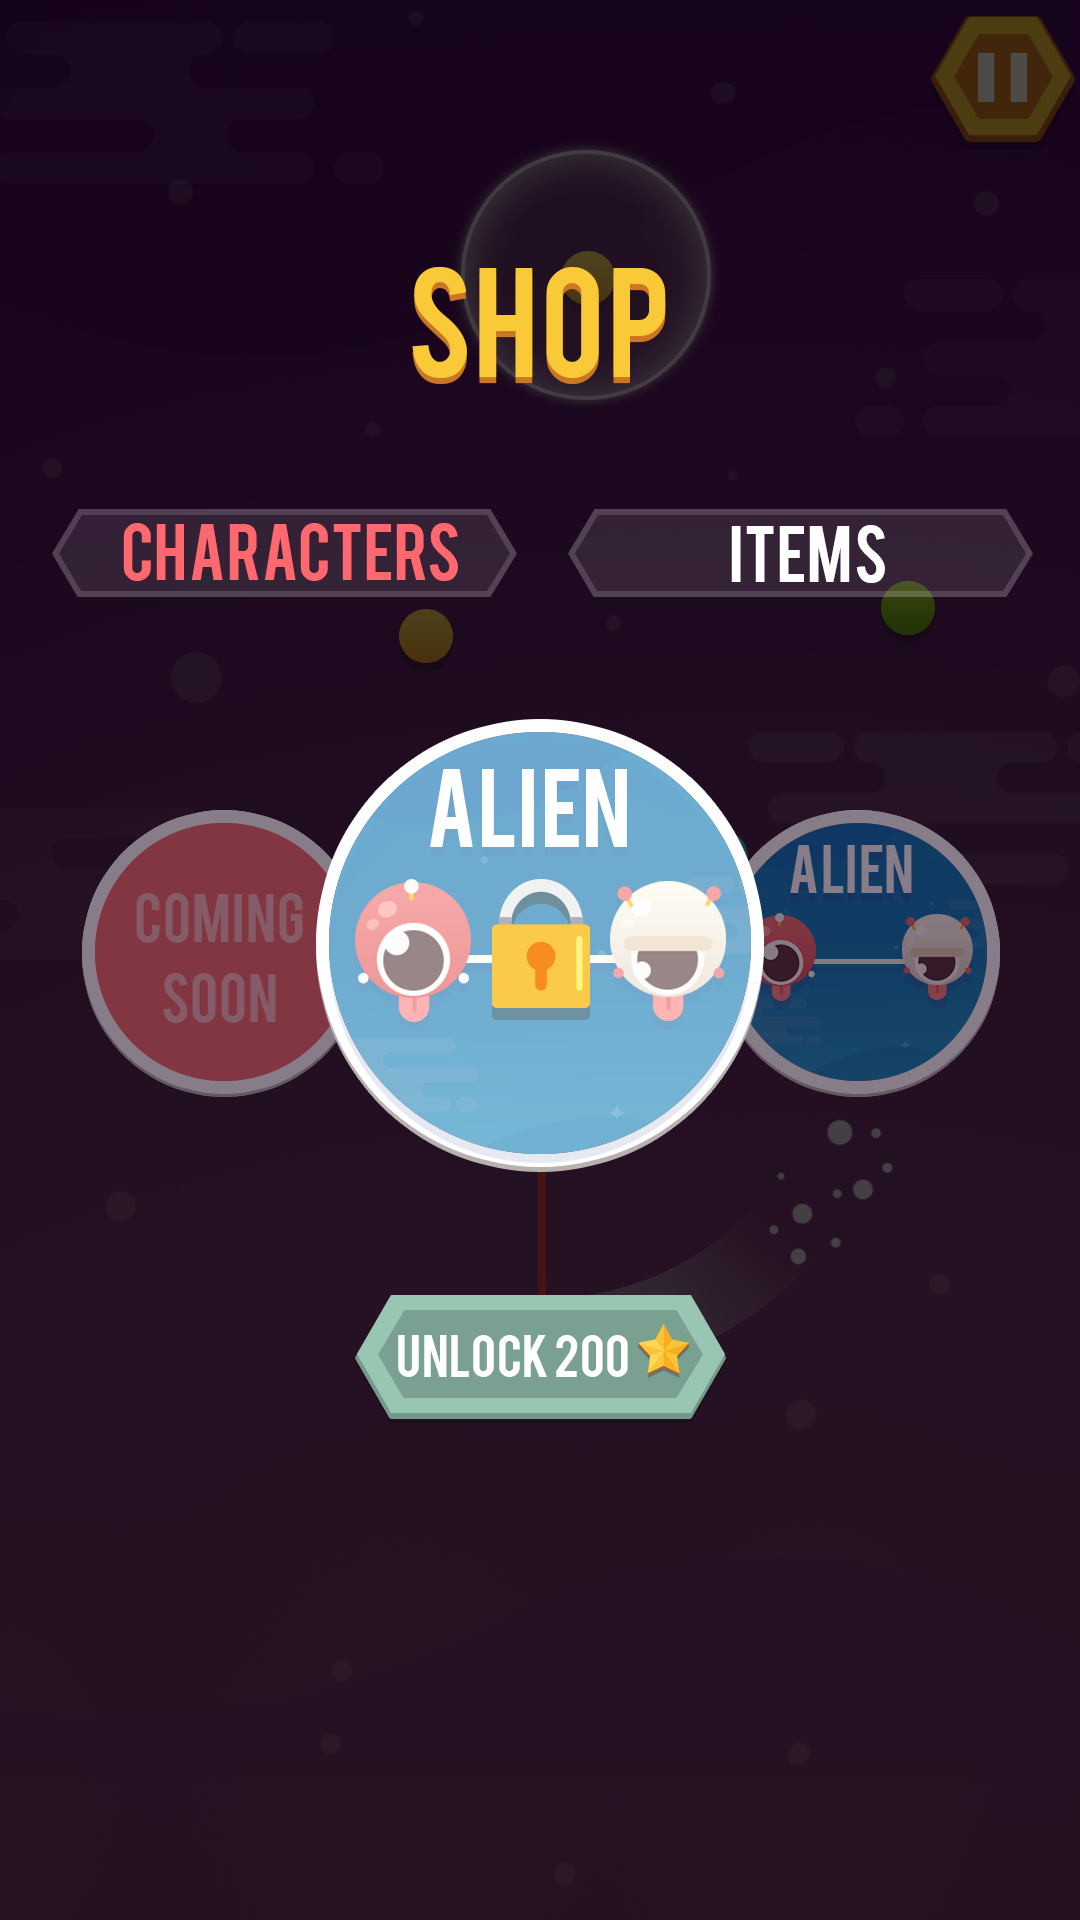 SHOP
CHARACTERS
ITEMS
ALIEN
COMING
SOON
ALIEN
UNLOCK 200